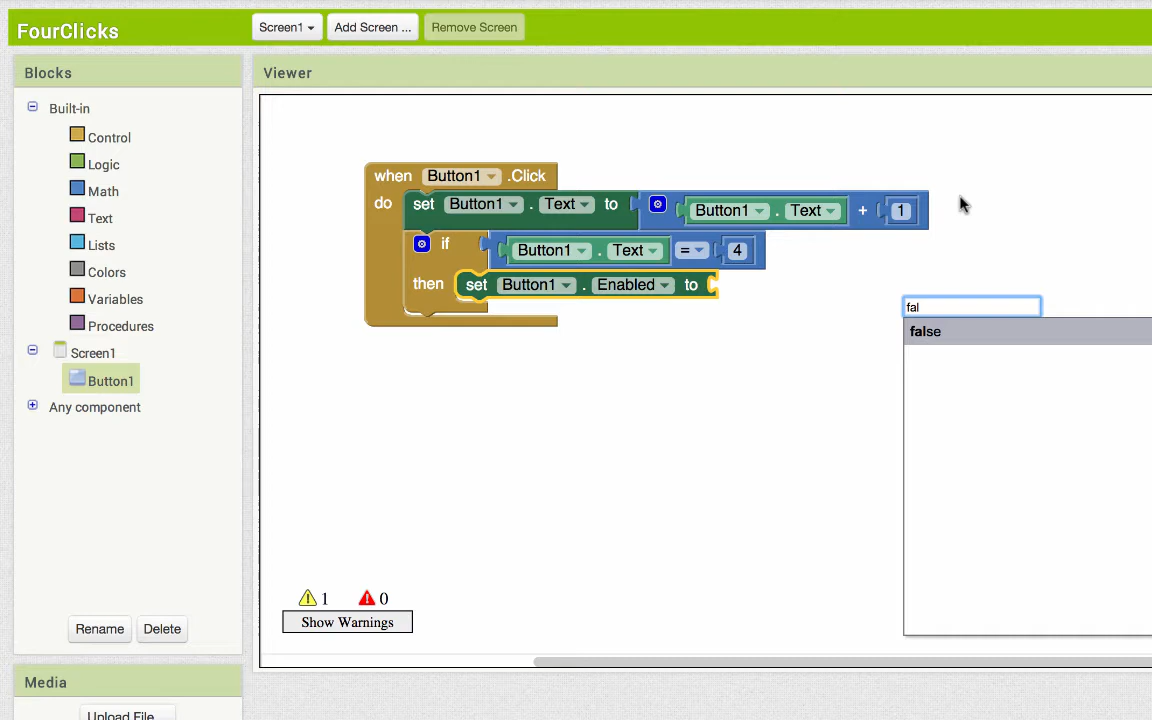 FourClicks
Screen1 Add Screen ... Remove Screen
Blocks
Viewer
Built-in
Control
Logic
Math
Text
Lists
Colors
Variables
Procedures
Screen1
Button1
Any component
Rename Delete
Media
Upload File ...
when Button1 .Click
do set Button1 . Text to Button1 . Text + 1
if Button1 . Text = 4
then set Button1 . Enabled to
fal
false
1 0
Show Warnings